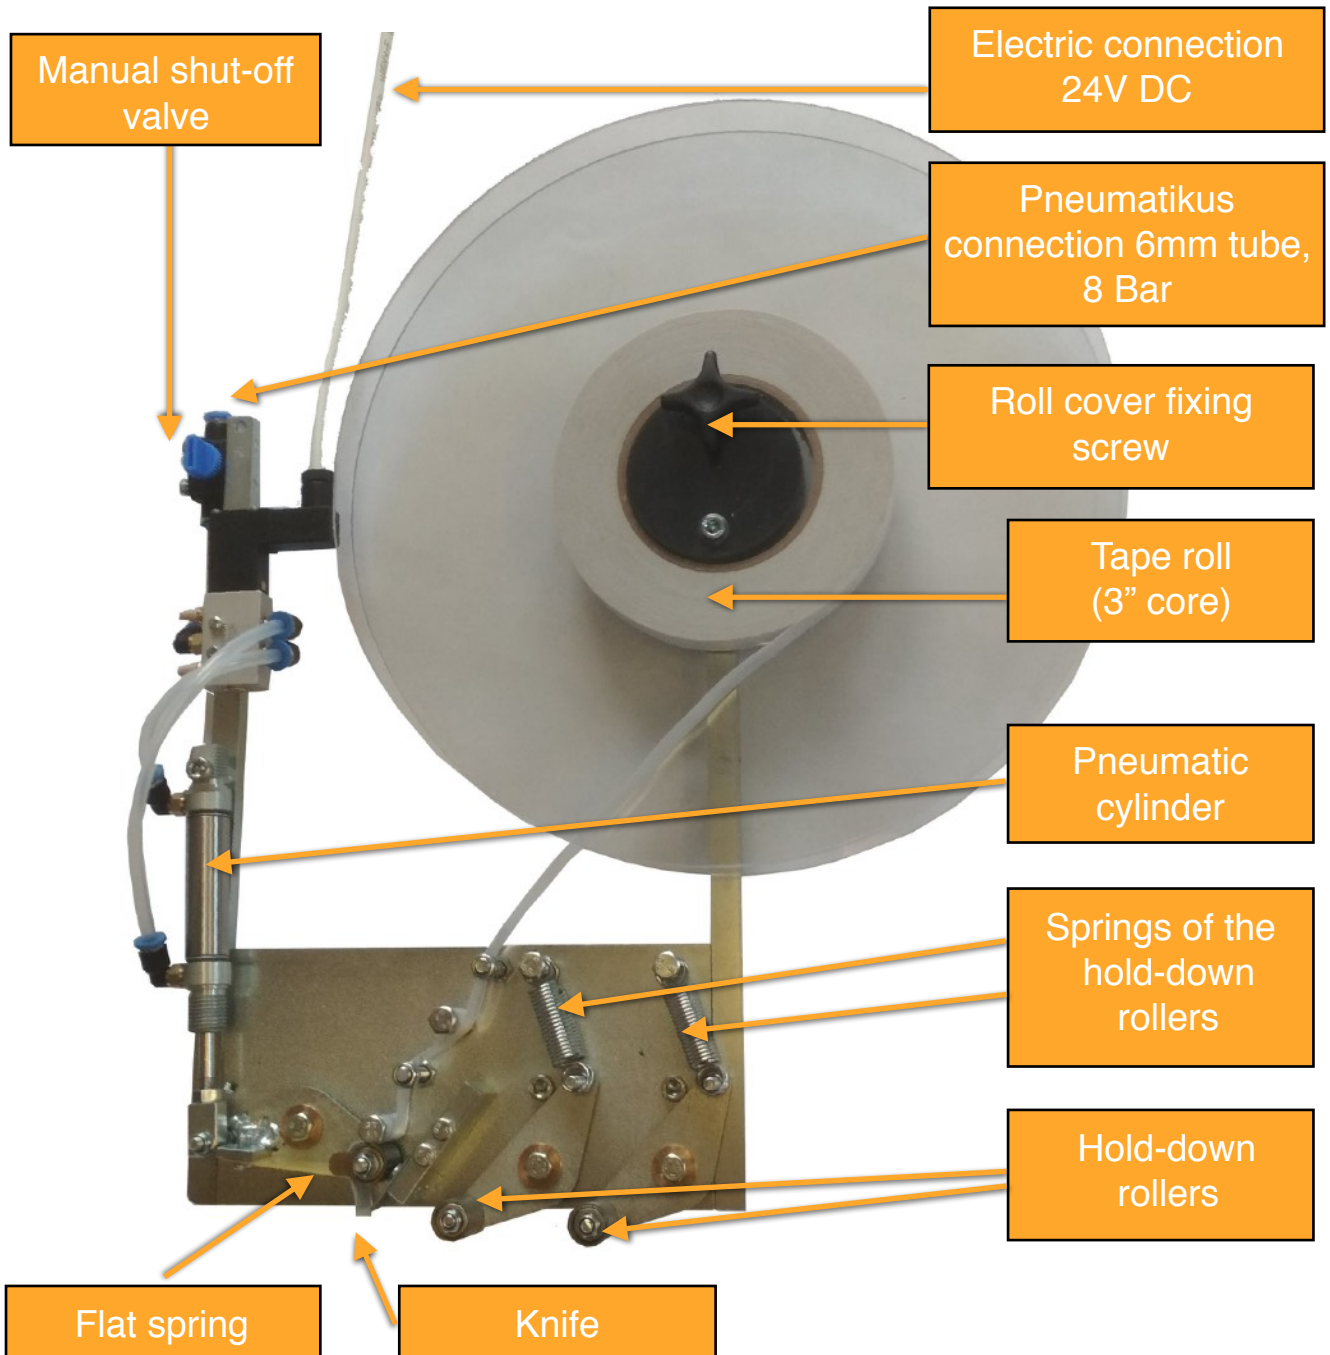 Manual shut-off
valve
Electric connection
24V DC
Pneumatikus
connection 6mm tube,
8 Bar
Roll cover fixing
screw
Tape roll
(3” core)
Pneumatic
cylinder
Springs of the
hold-down
rollers
Hold-down
rollers
Flat spring
Knife